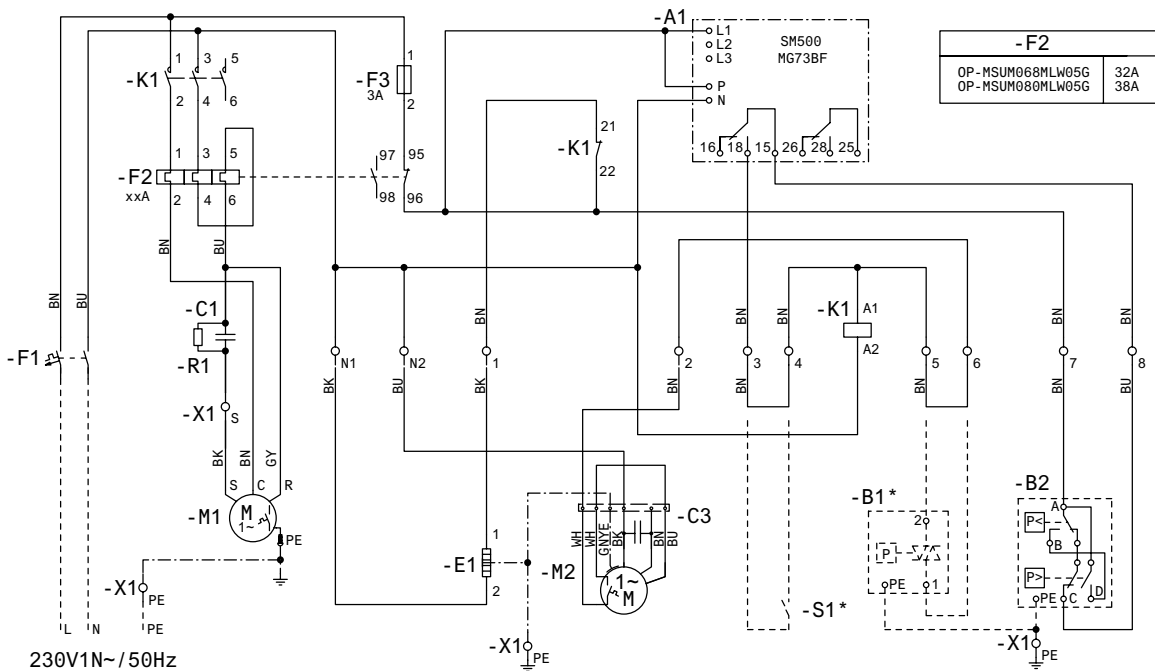 -A1
L1
L2
L3
P
N
SM500
MG73BF
16 18 15 26 28 25
-F2
OP-MSUM068MLW05G 32A
OP-MSUM080MLW05G 38A
-K1
1 3 5
2 4 6
-F3
3A
1
2
21
-K1
22
-F2
xxA
1 3 5
2 4 6
97 95
98 96
BN BU
BN BU
BN BN BN BN BN BN
-C1
-R1
-F1
-K1
A1
A2
N1 N2 1 2 3 4 5 6 7 8
BK BU BK BN BN BN BN BU
-X1 S
BK BN GY
S C R
-M1
M
1~
PE
-X1
PE
L N PE
230V1N~/50Hz
-E1
1
2
-C3
WH WH GNYE BK BN BU
-M2
1~
M
-X1
PE
-S1*
-B1*
2
P
PE 1
-B2
A
P<
B
P>
PE C D
-X1
PE